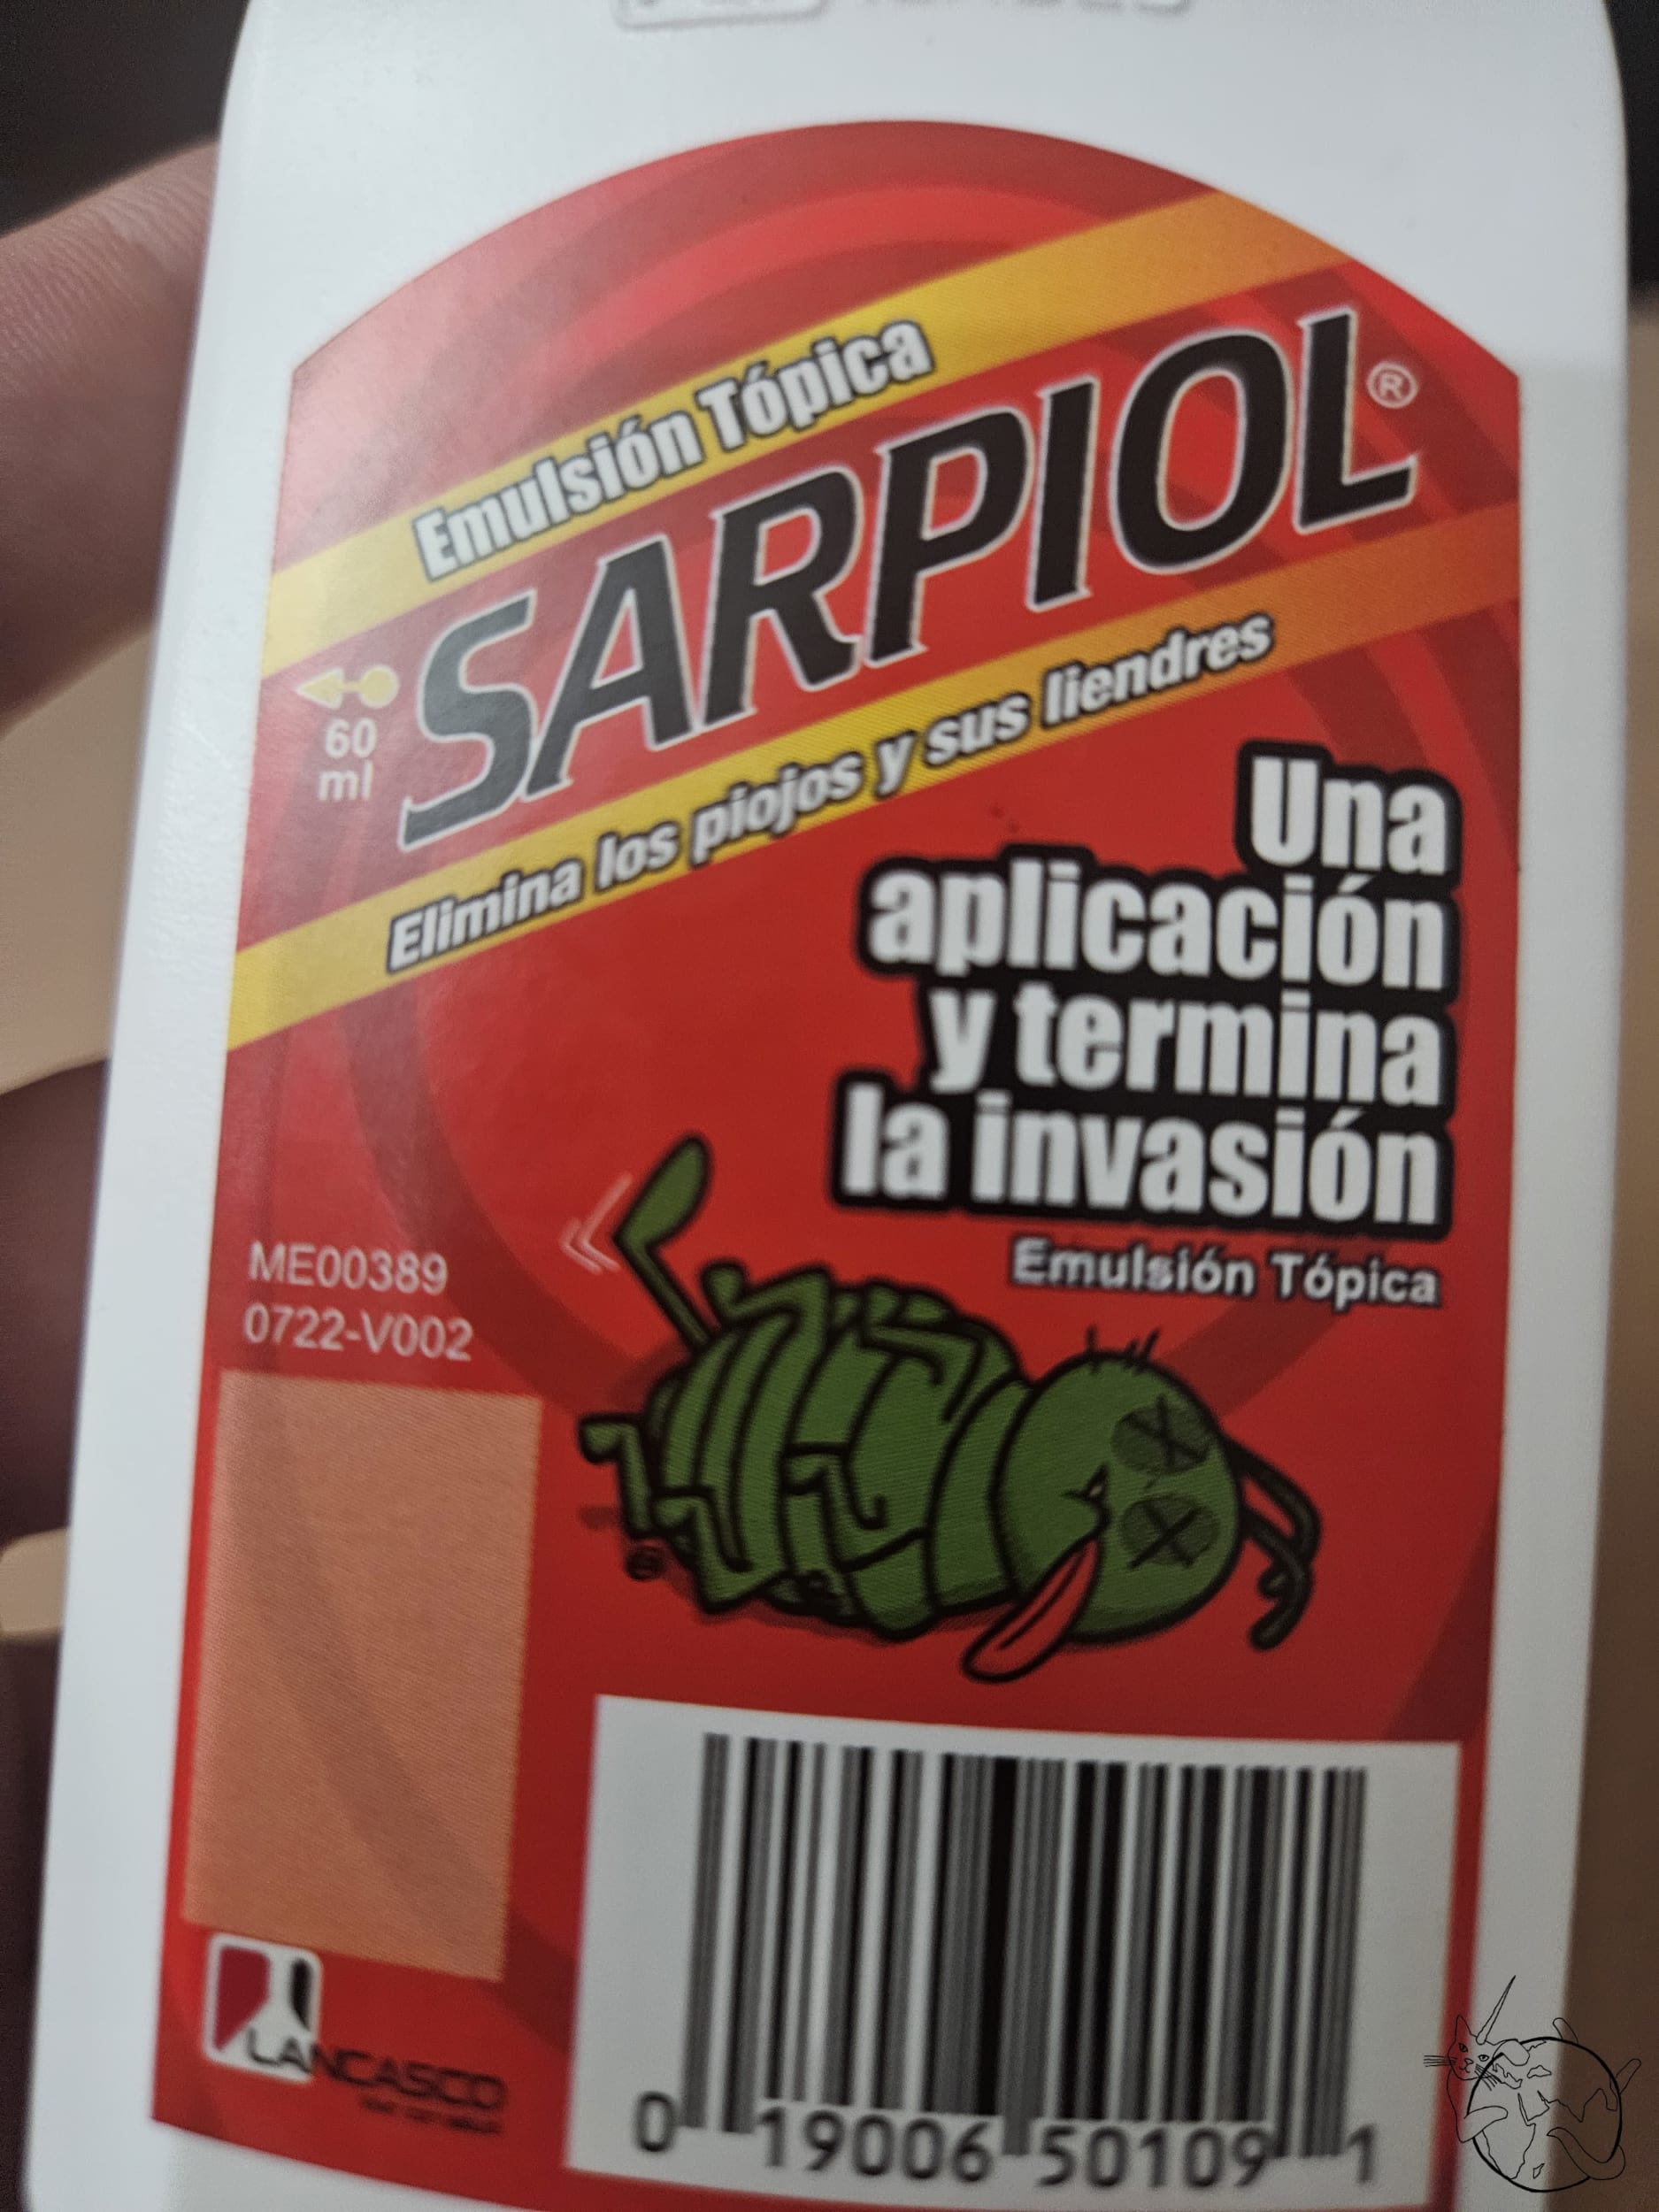 Emulsión Tópica
SARPIOL®
60
ml
Elimina los piojos y sus liendres
Una
aplicación
y termina
la invasión
Emulsión Tópica
ME00389
0722-V002
LANCASCO
0 19006 50109 1